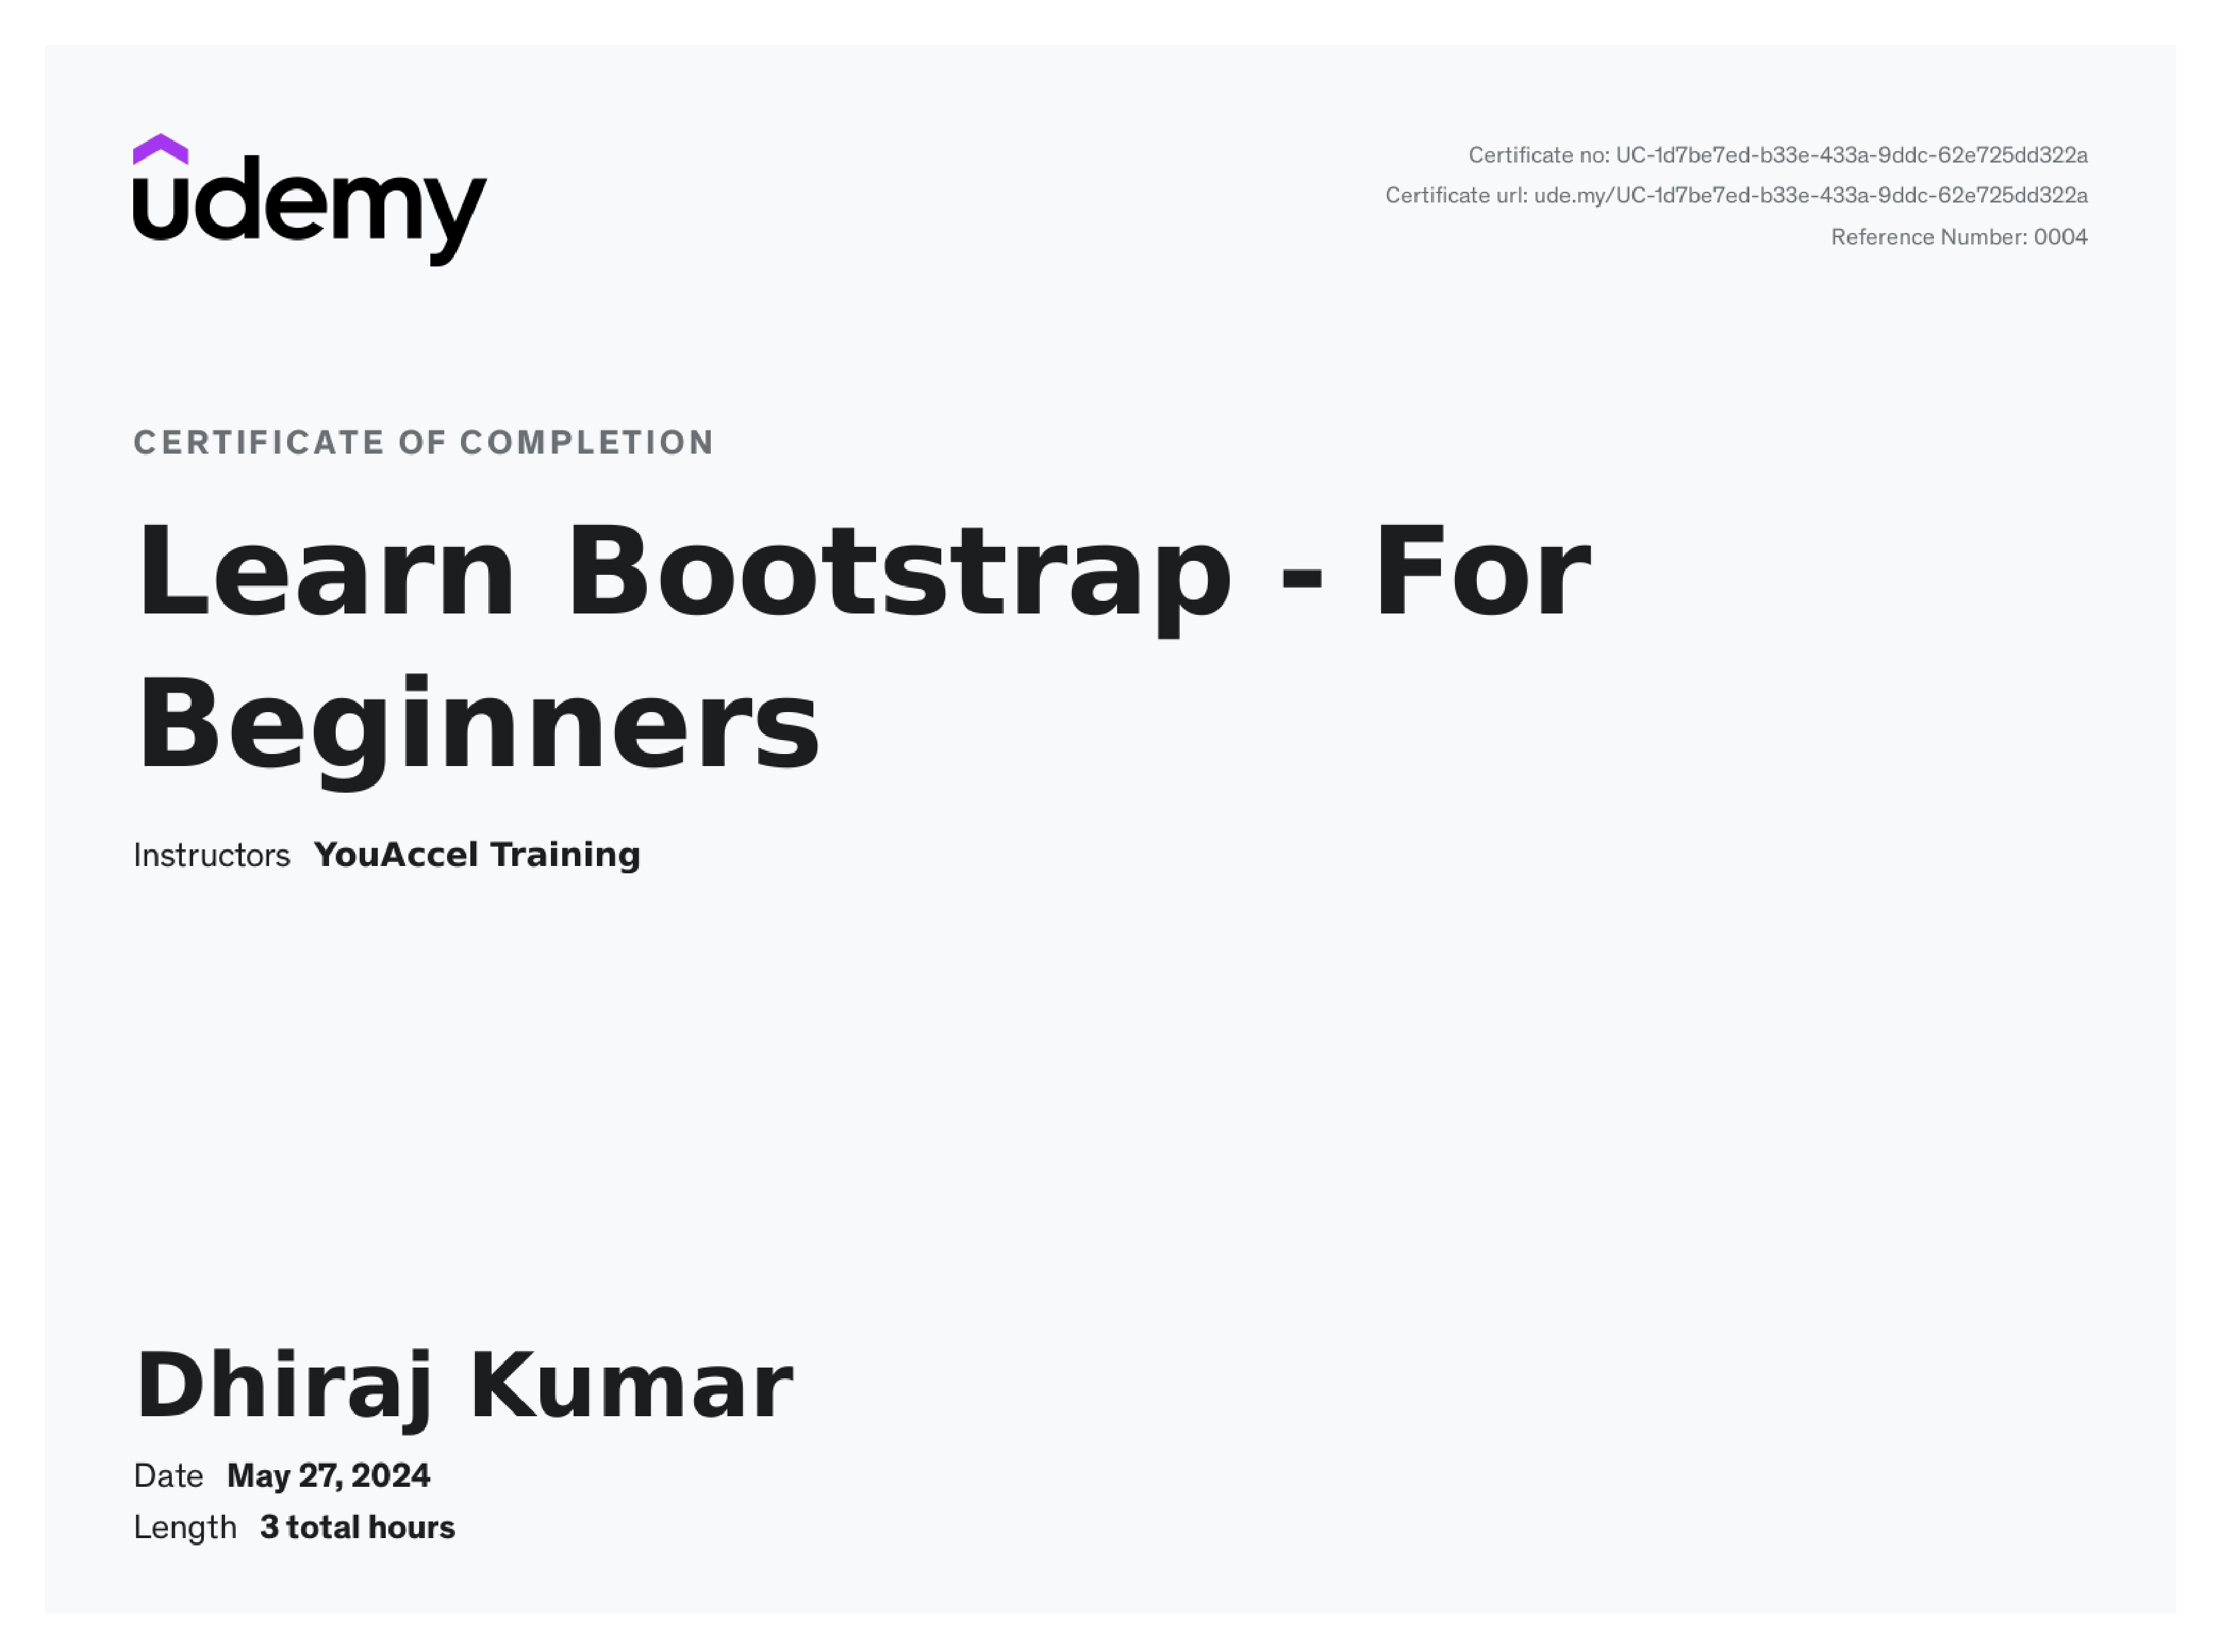 udemy
Certificate no: UC-1d7be7ed-b33e-433a-9ddc-62e725dd322a
Certificate url: ude.my/UC-1d7be7ed-b33e-433a-9ddc-62e725dd322a
Reference Number: 0004
CERTIFICATE OF COMPLETION
Learn Bootstrap - For
Beginners
Instructors YouAccel Training
Dhiraj Kumar
Date May 27, 2024
Length 3 total hours